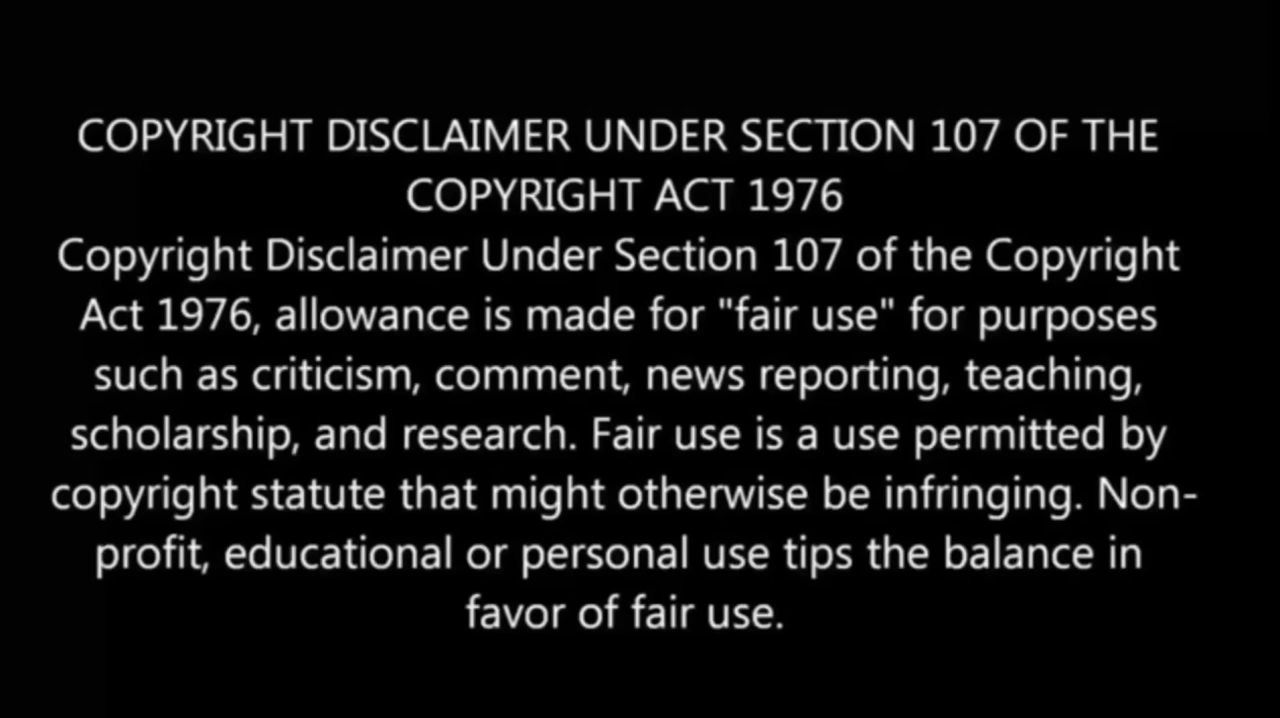 COPYRIGHT DISCLAIMER UNDER SECTION 107 OF THE
COPYRIGHT ACT 1976
Copyright Disclaimer Under Section 107 of the Copyright
Act 1976, allowance is made for "fair use" for purposes
such as criticism, comment, news reporting, teaching,
scholarship, and research. Fair use is a use permitted by
copyright statute that might otherwise be infringing. Non-
profit, educational or personal use tips the balance in
favor of fair use.